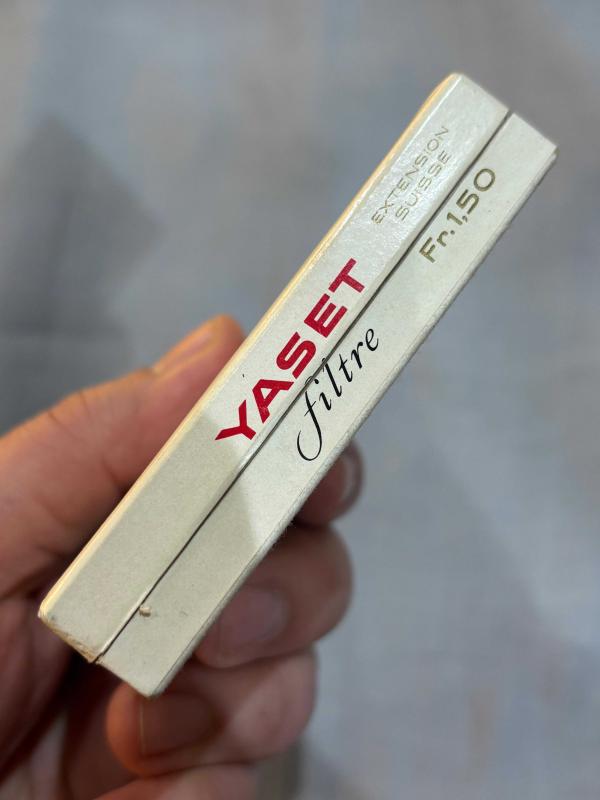 YASET
filtre
EXTENSION
SUISSE
Fr.1,50